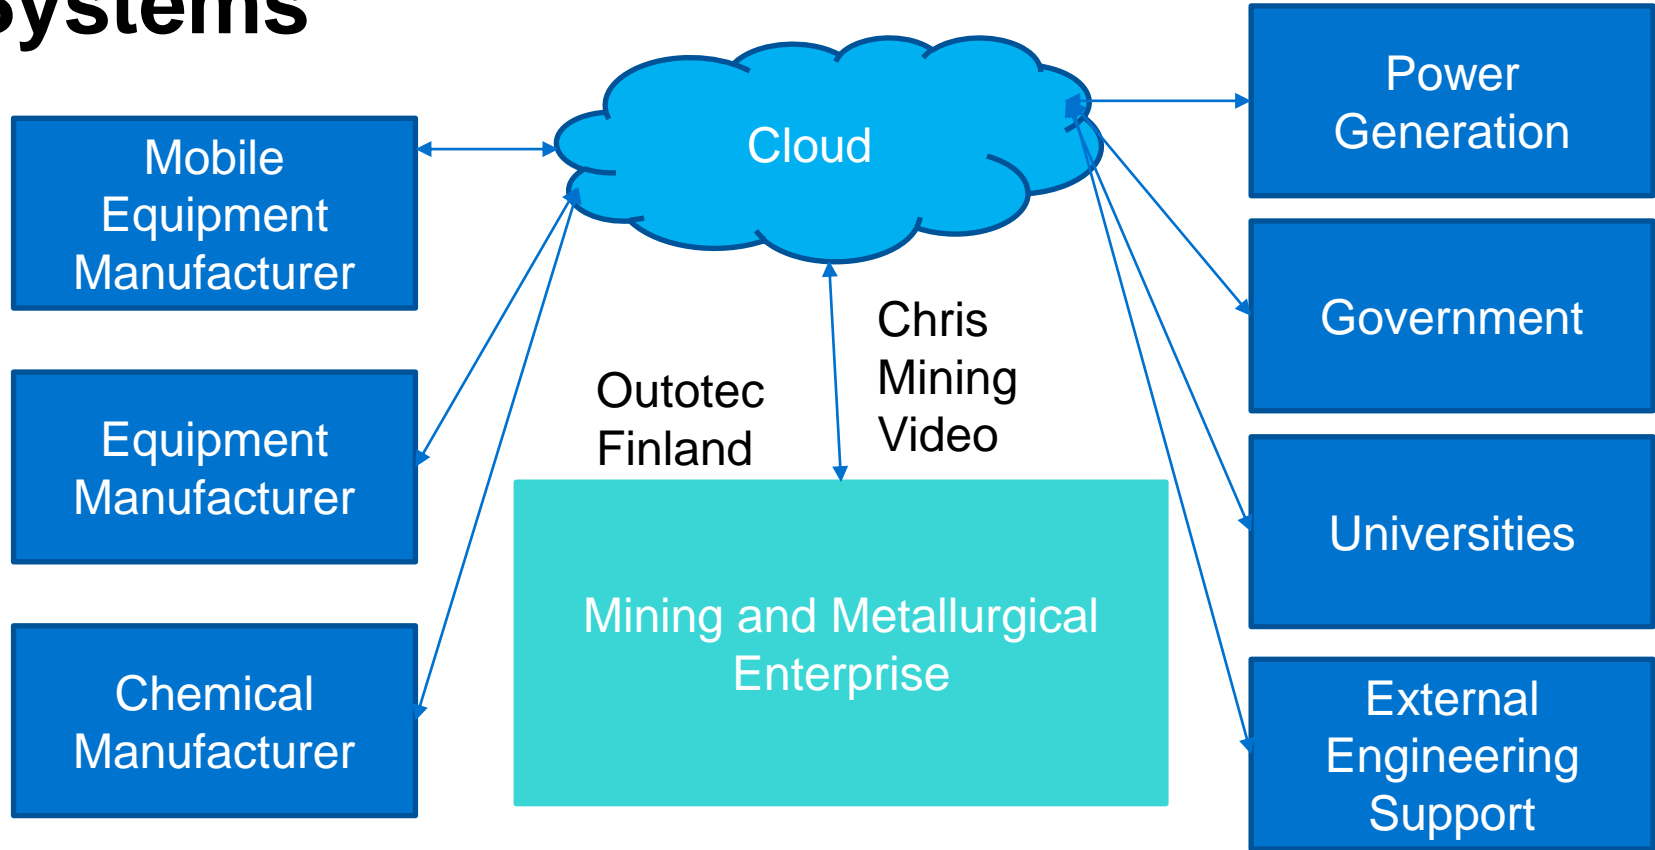 Systems
Cloud
Power
Generation
Mobile
Equipment
Manufacturer
Government
Chris
Mining
Video
Outotec
Finland
Equipment
Manufacturer
Universities
Mining and Metallurgical
Enterprise
Chemical
Manufacturer
External
Engineering
Support